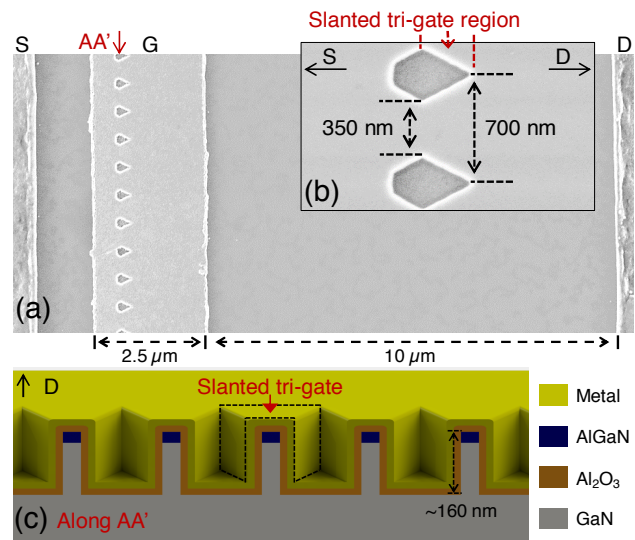 S AA' G D
Slanted tri-gate region
S D
350 nm 700 nm
(b)
(a)
2.5 µm 10 µm
D
Slanted tri-gate
Metal
AlGaN
Al₂O₃
GaN
~160 nm
(c) Along AA'